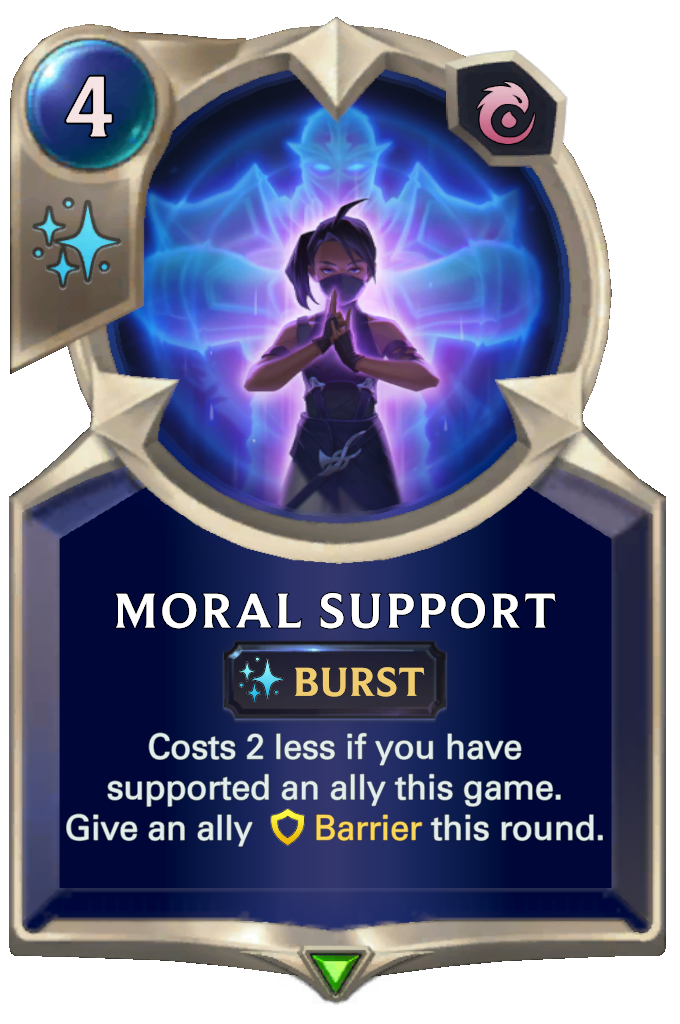 4
MORAL SUPPORT
BURST
Costs 2 less if you have
supported an ally this game.
Give an ally Barrier this round.